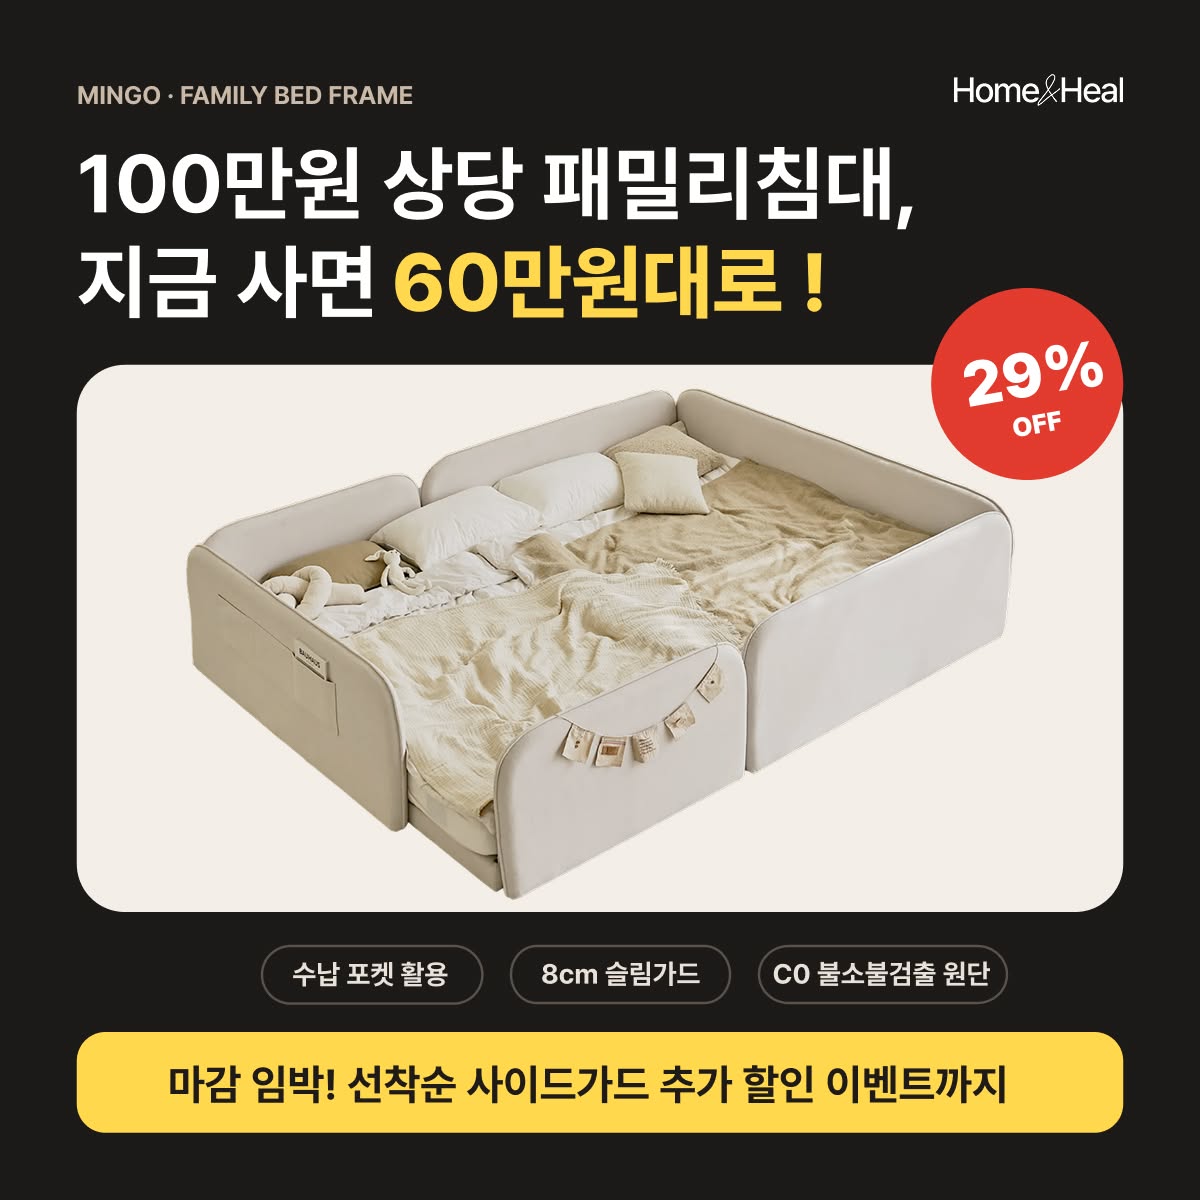 MINGO · FAMILY BED FRAME
Home&Heal
100만원 상당 패밀리침대,
지금 사면 60만원대로 !
29%
OFF
BAUHAUS
수납 포켓 활용
8cm 슬림가드
C0 불소불검출 원단
마감 임박! 선착순 사이드가드 추가 할인 이벤트까지